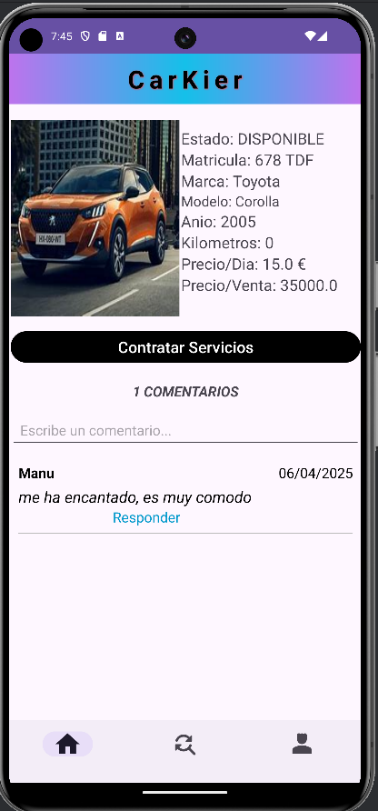 7:45
CarKier
Estado: DISPONIBLE
Matricula: 678 TDF
Marca: Toyota
Modelo: Corolla
Anio: 2005
Kilometros: 0
Precio/Dia: 15.0 €
Precio/Venta: 35000.0
Contratar Servicios
1 COMENTARIOS
Escribe un comentario...
Manu 06/04/2025
me ha encantado, es muy comodo
Responder